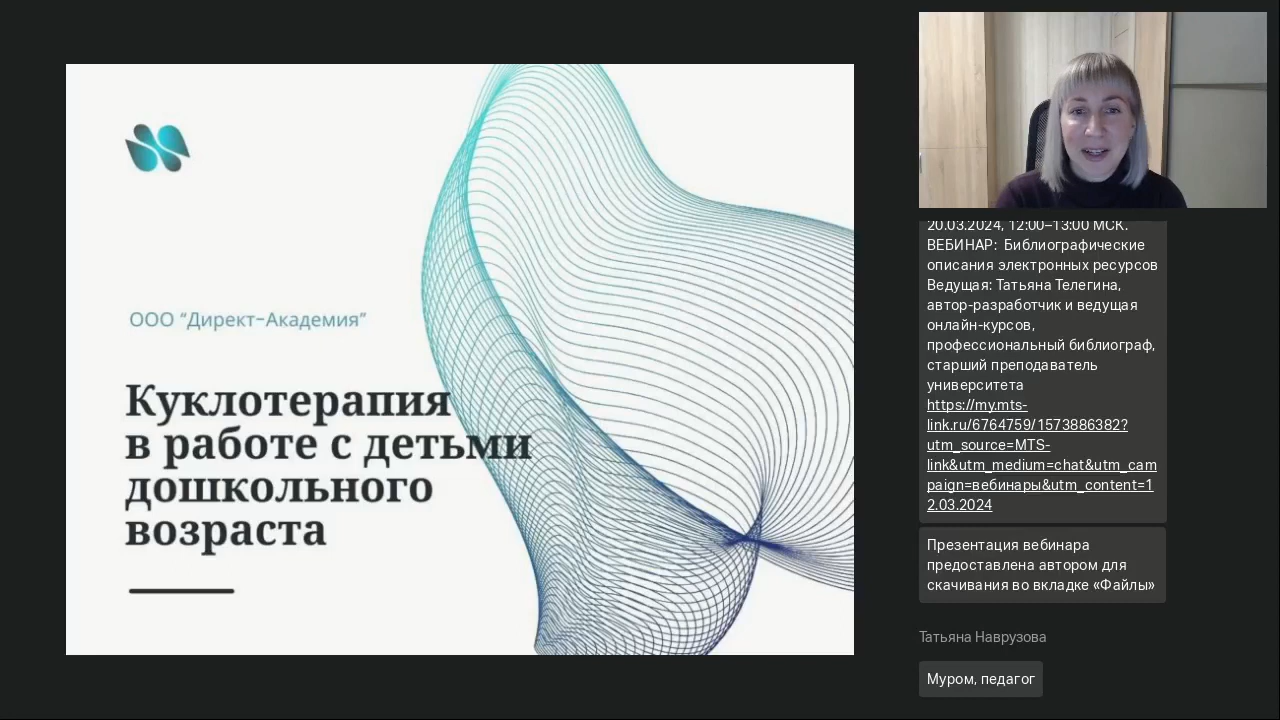 ООО “Директ-Академия”
Куклотерапия
в работе с детьми
дошкольного
возраста
20.03.2024, 12:00–13:00 МСК.
ВЕБИНАР: Библиографические
описания электронных ресурсов
Ведущая: Татьяна Телегина,
автор-разработчик и ведущая
онлайн-курсов,
профессиональный библиограф,
старший преподаватель
университета
https://my.mts-
link.ru/6764759/1573886382?
utm_source=MTS-
link&utm_medium=chat&utm_cam
paign=вебинары&utm_content=1
2.03.2024
Презентация вебинара
предоставлена автором для
скачивания во вкладке «Файлы»
Татьяна Наврузова
Муром, педагог